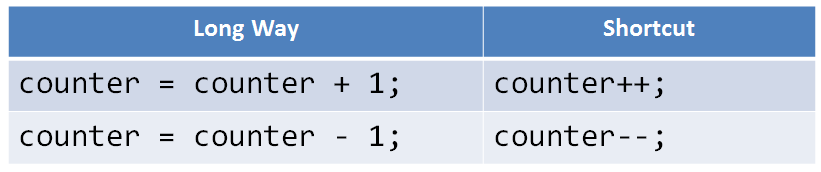 Long Way Shortcut
counter = counter + 1; counter++;
counter = counter - 1; counter--;